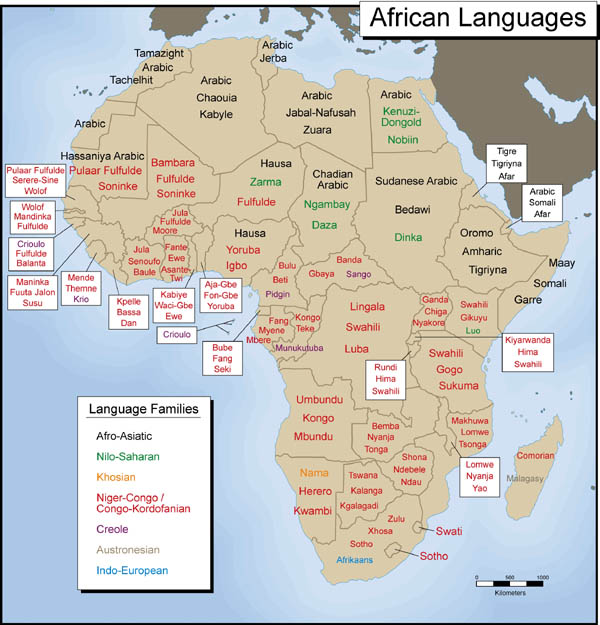 African Languages
Tamazight
Arabic
Tachelhit
Arabic
Jerba
Arabic
Chaouia
Kabyle
Arabic
Jabal-Nafusah
Zuara
Arabic
Kenuzi-
Dongold
Nobiin
Arabic
Hassaniya Arabic
Pulaar Fulfulde
Soninke
Bambara
Fulfulde
Soninke
Hausa
Zarma
Fulfulde
Chadian
Arabic
Ngambay
Daza
Sudanese Arabic
Bedawi
Dinka
Tigre
Tigriyna
Afar
Arabic
Somali
Afar
Pulaar Fulfulde
Serere-Sine
Wolof
Wolof
Mandinka
Fulfulde
Crioulo
Fulfulde
Balanta
Maninka
Fuuta Jalon
Susu
Mende
Themne
Krio
Kpelle
Bassa
Dan
Jula
Senoufo
Baule
Jula
Fulfulde
Moore
Fante
Ewe
Asante-
Twi
Kabiye
Waci-Gbe
Ewe
Aja-Gbe
Fon-Gbe
Yoruba
Hausa
Yoruba
Igbo
Bulu
Beti
Pidgin
Banda
Gbaya
Sango
Oromo
Amharic
Tigriyna
Maay
Somali
Garre
Crioulo
Bube
Fang
Seki
Fang
Myene
Mbere
Kongo
Teke
Munukutuba
Lingala
Swahili
Luba
Ganda
Chiga
Nyakore
Swahili
Gikuyu
Luo
Kiyarwanda
Hima
Swahili
Rundi
Hima
Swahili
Swahili
Gogo
Sukuma
Umbundu
Kongo
Mbundu
Bemba
Nyanja
Tonga
Makhuwa
Lomwe
Tsonga
Lomwe
Nyanja
Yao
Comorian
Malagasy
Nama
Herero
Kwambi
Tswana
Kalanga
Kgalagadi
Shona
Ndebele
Ndau
Zulu
Xhosa
Sotho
Afrikaans
Swati
Sotho
Language Families
Afro-Asiatic
Nilo-Saharan
Khosian
Niger-Congo /
Congo-Kordofanian
Creole
Austronesian
Indo-European
0 500 1000
Kilometers